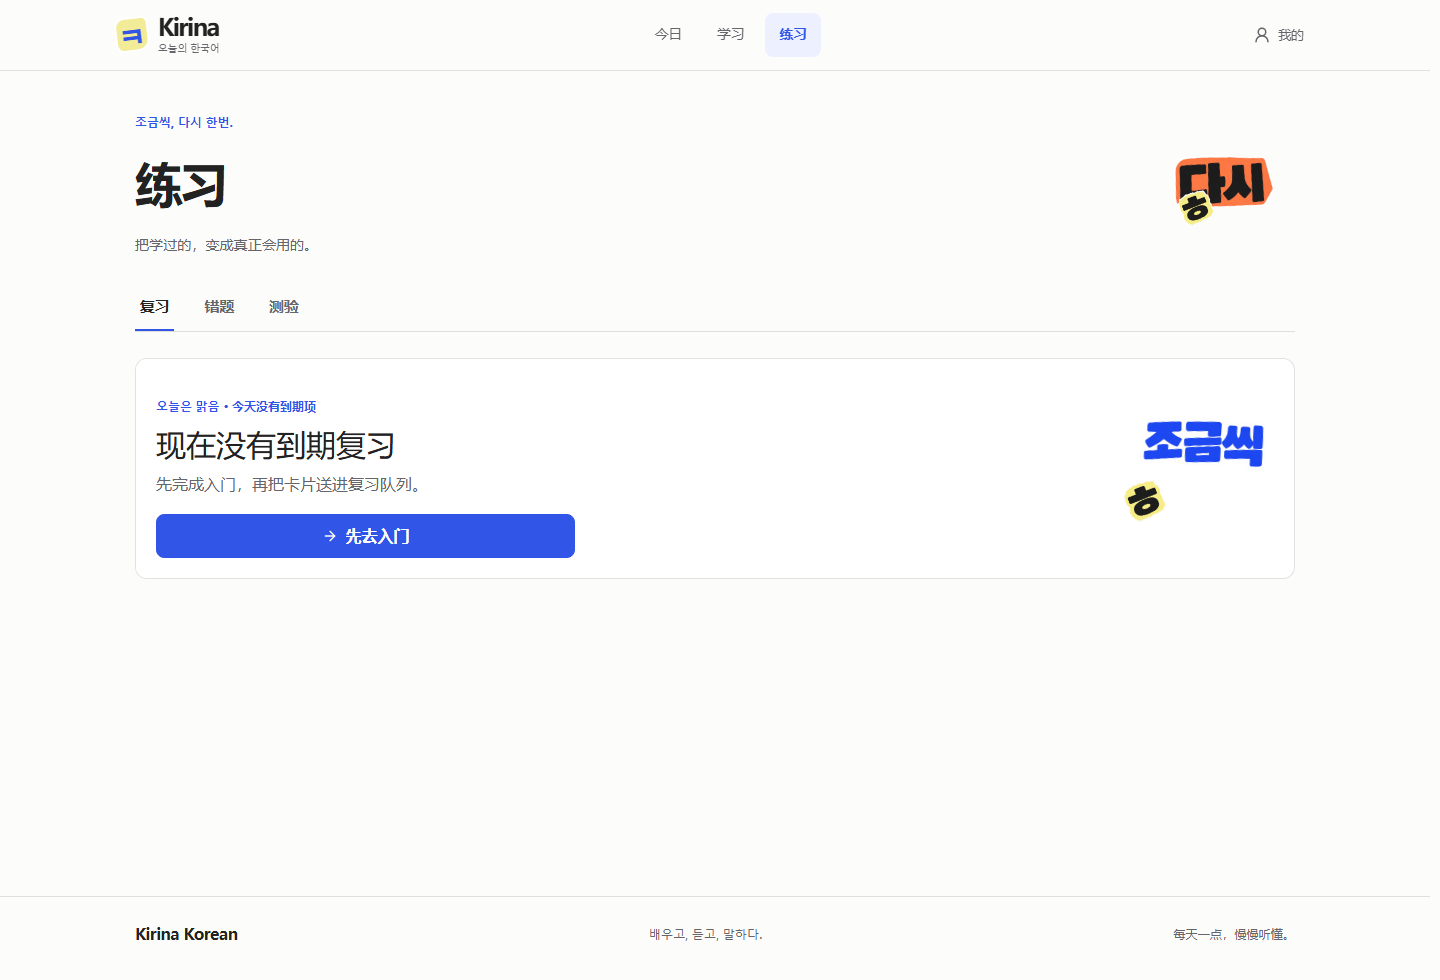 ㅋ
Kirina
오늘의 한국어
今日
学习
练习
我的
조금씩, 다시 한번.
练习
把学过的，变成真正会用的。
다시
ㅎ
复习
错题
测验
오늘은 맑음 • 今天没有到期项
现在没有到期复习
先完成入门，再把卡片送进复习队列。
→ 先去入门
조금씩
ㅎ
Kirina Korean
배우고, 듣고, 말하다.
每天一点，慢慢听懂。